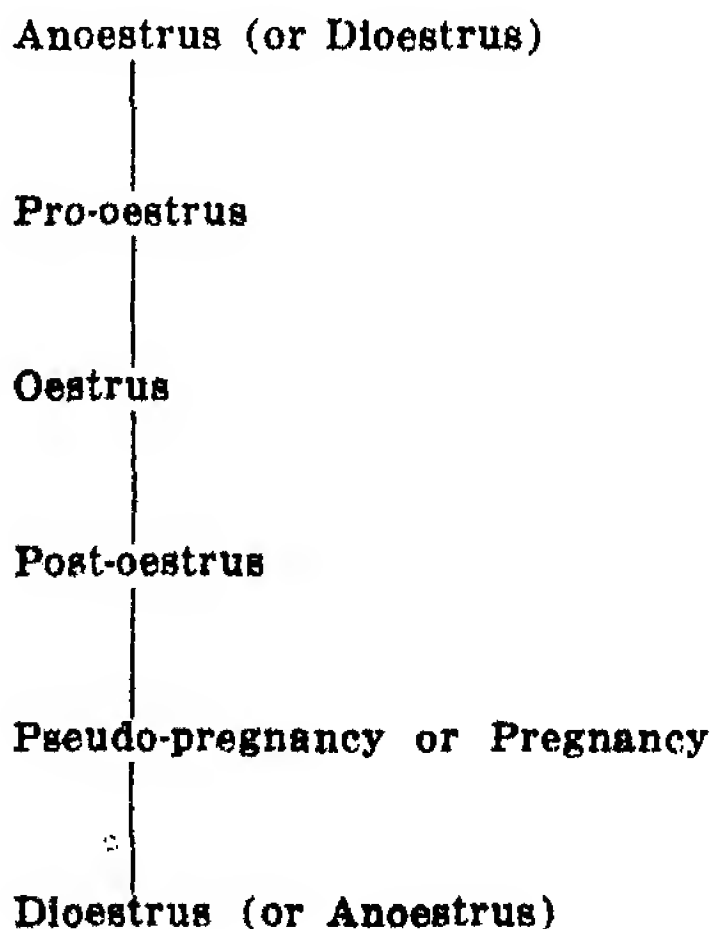 Anoestrus (or Dioestrus)
Pro-oestrus
Oestrus
Post-oestrus
Pseudo-pregnancy or Pregnancy
Dioestrus (or Anoestrus)